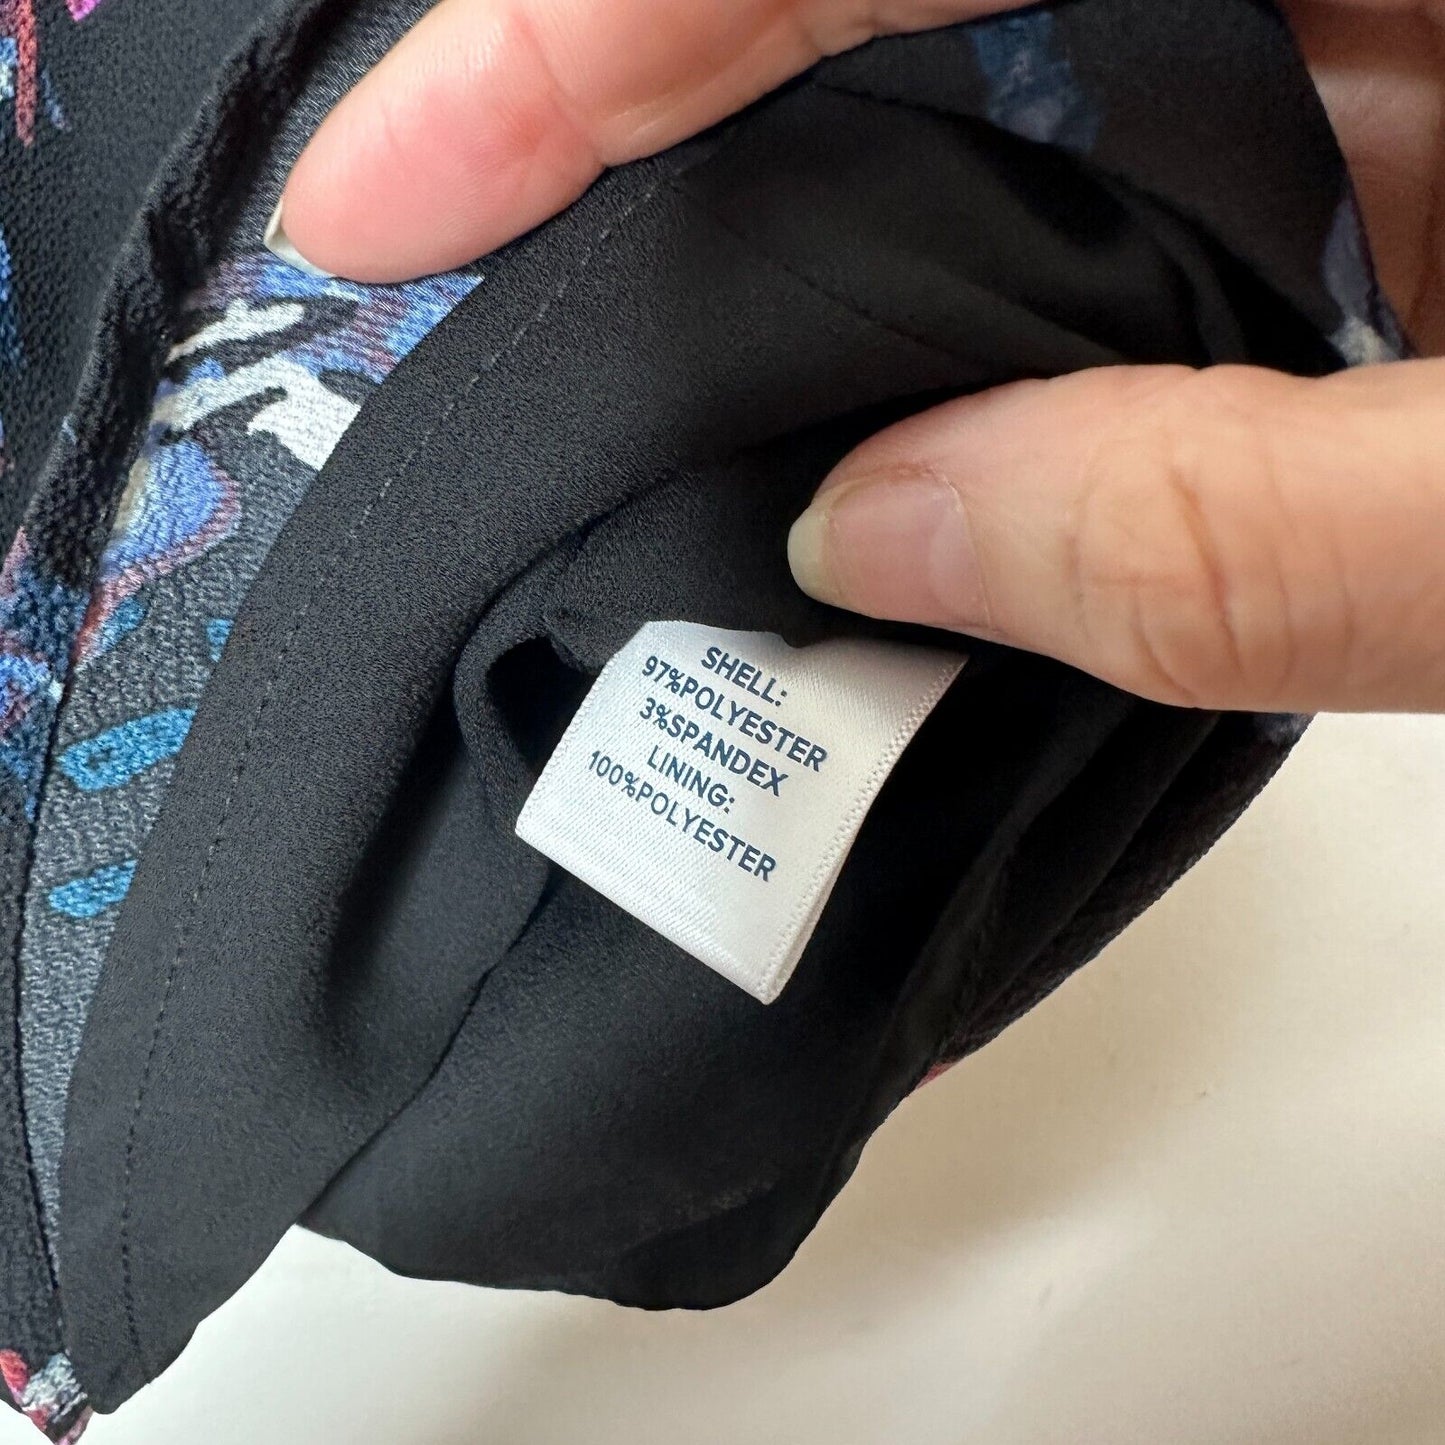 SHELL:
97%POLYESTER
3%SPANDEX
LINING:
100%POLYESTER